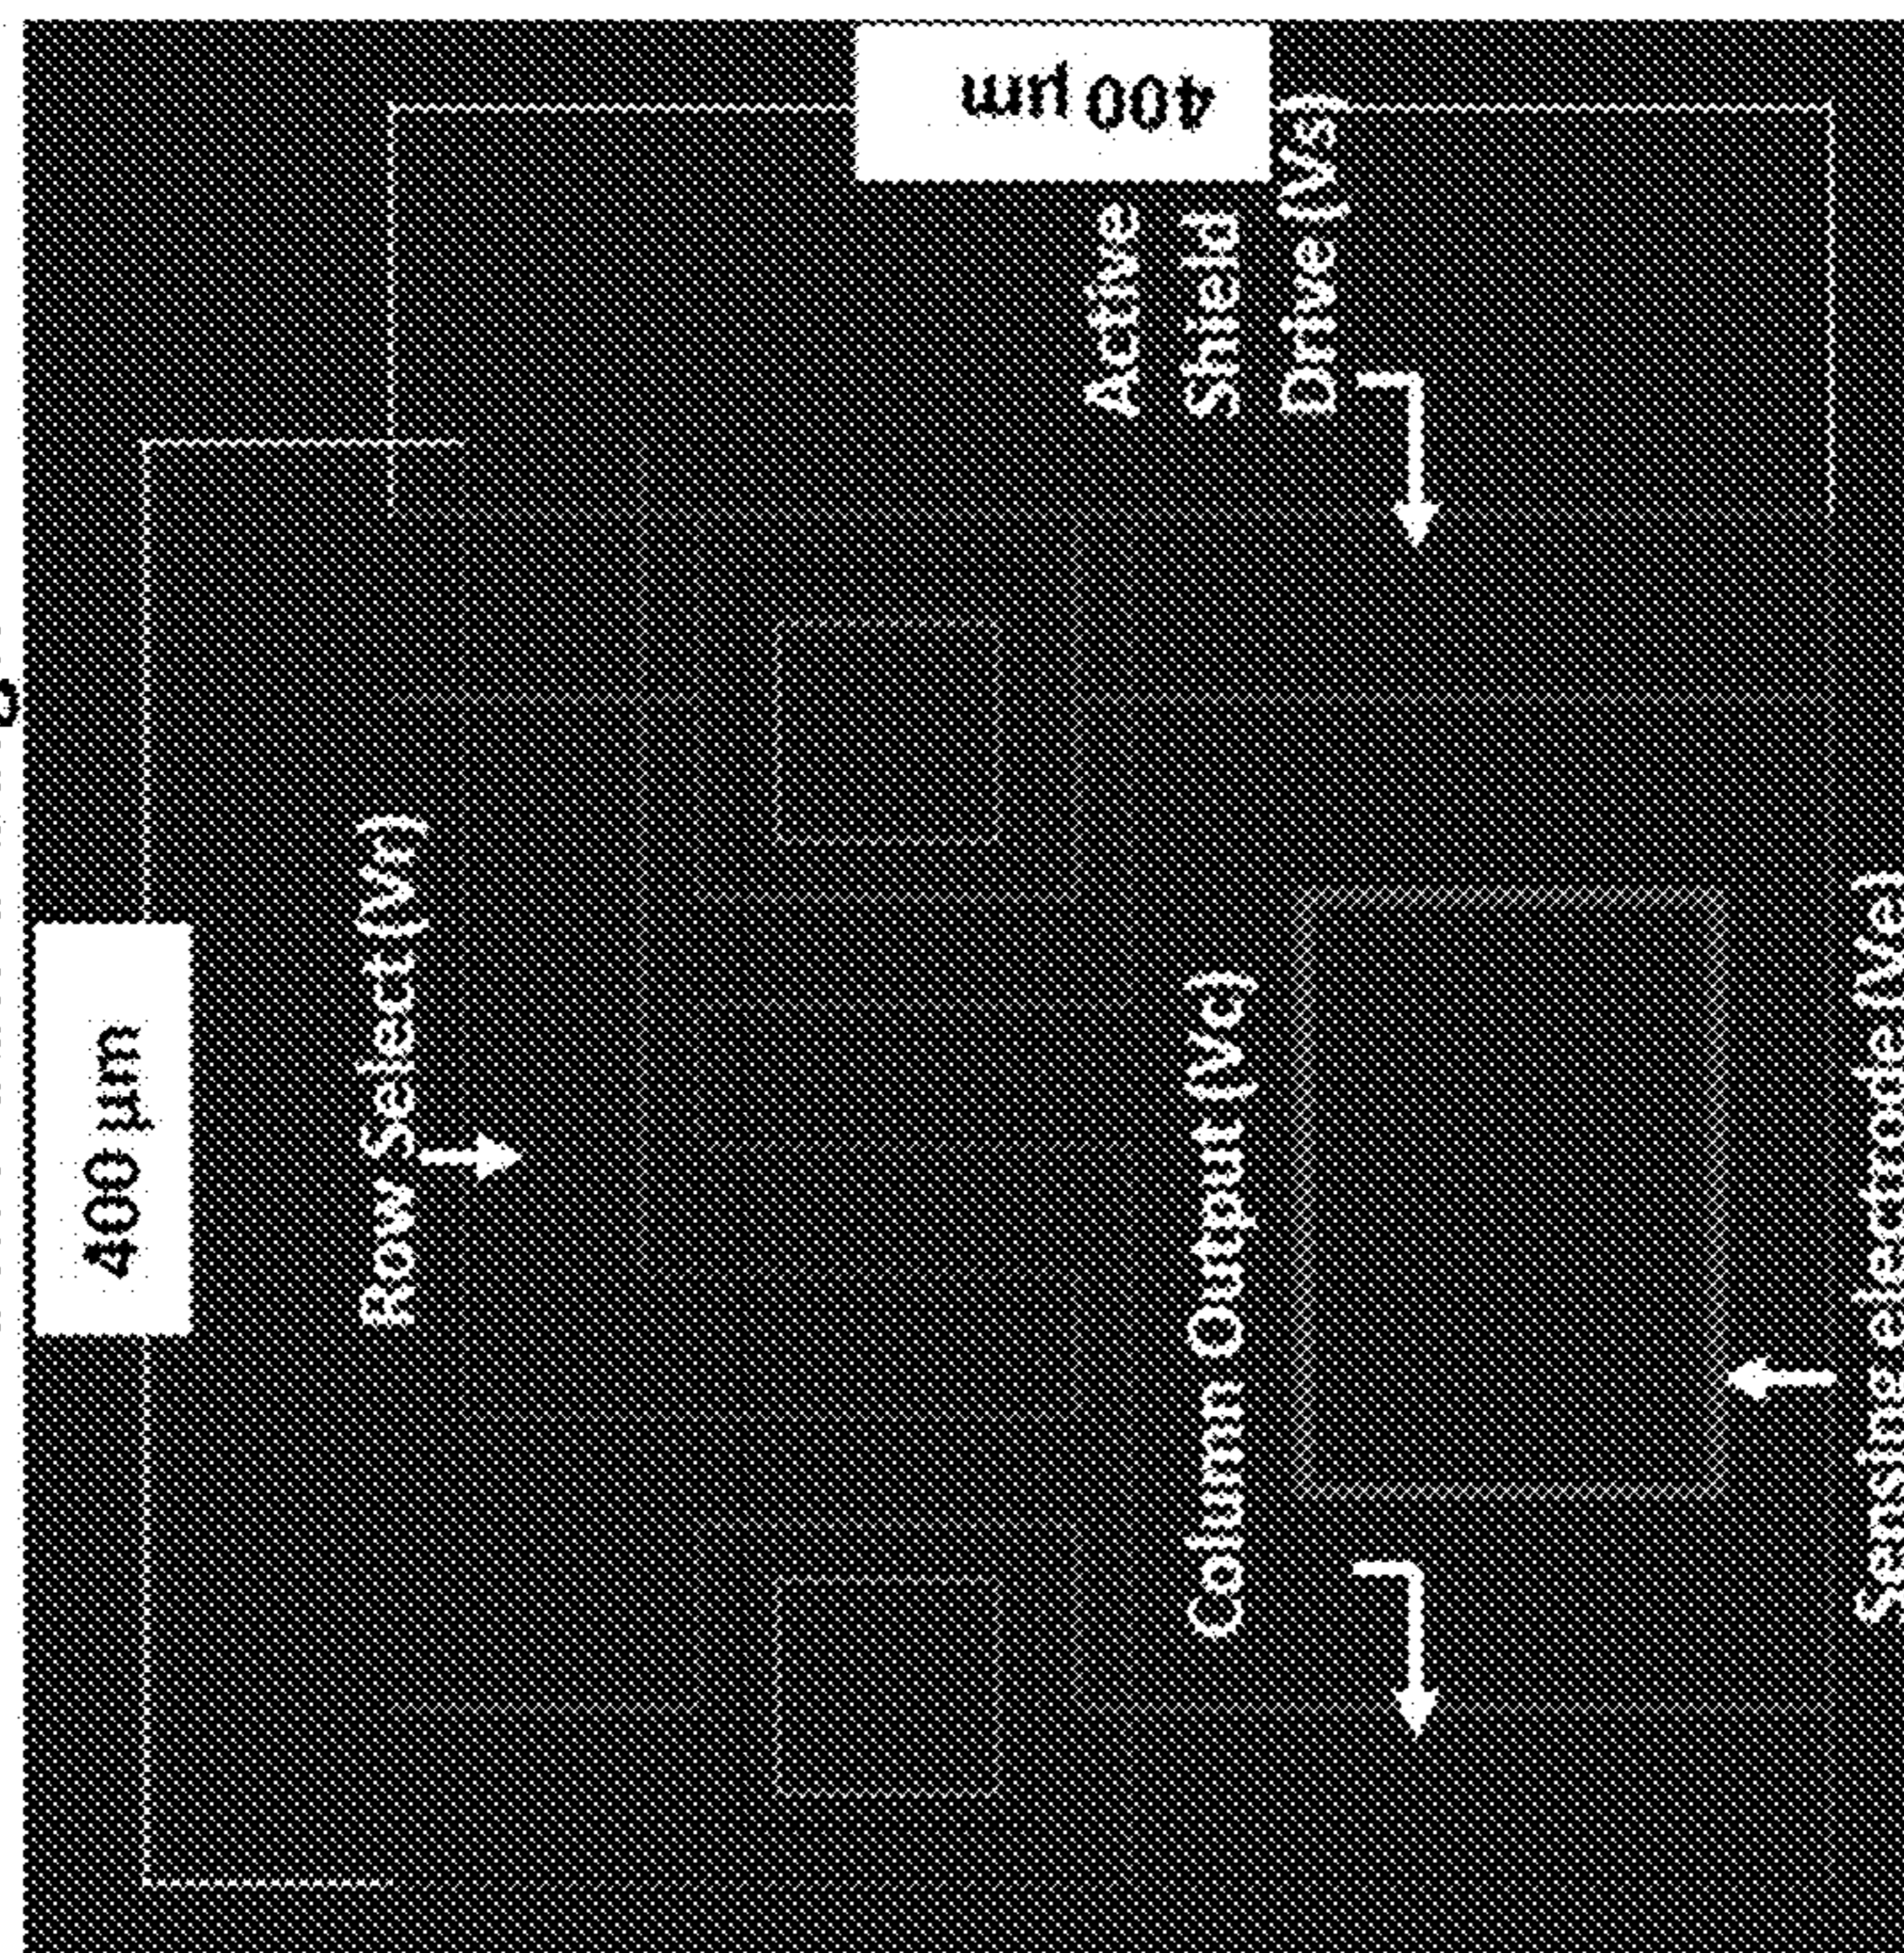 400 µm
Row Select (Vr)
400 µm
Active
Shield
Drive (Vs)
Column Output (Vc)
Sensing electrode (Ve)